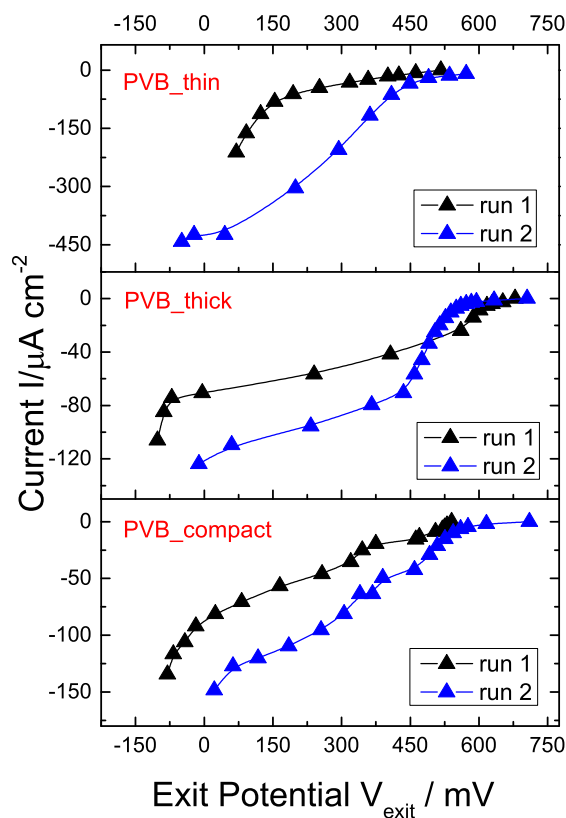 -150 0 150 300 450 600 750
0
-150
-300
-450
PVB_thin
run 1
run 2
0
-40
-80
-120
PVB_thick
run 1
run 2
0
-50
-100
-150
PVB_compact
run 1
run 2
-150 0 150 300 450 600 750
Current I/μA cm⁻²
Exit Potential V_exit / mV